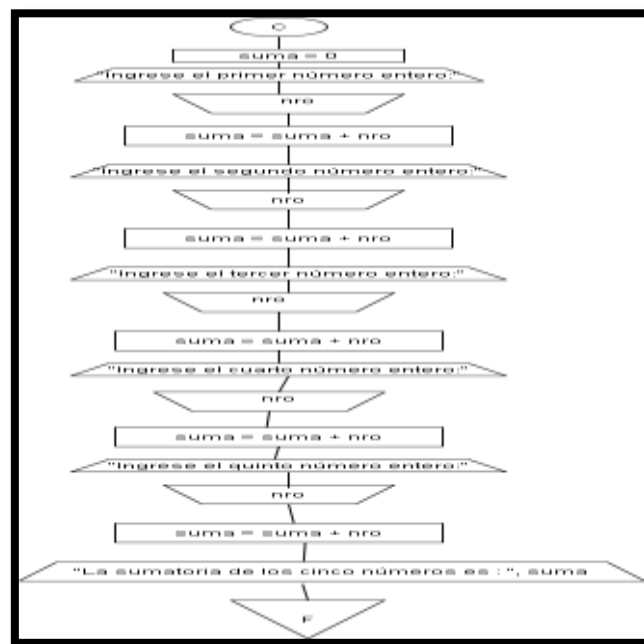 C
suma = 0
"Ingrese el primer número entero:"
nro
suma = suma + nro
"Ingrese el segundo número entero:"
nro
suma = suma + nro
"Ingrese el tercer número entero:"
nro
suma = suma + nro
"Ingrese el cuarto número entero:"
nro
suma = suma + nro
"Ingrese el quinto número entero:"
nro
suma = suma + nro
"La sumatoria de los cinco números es : ", suma
F